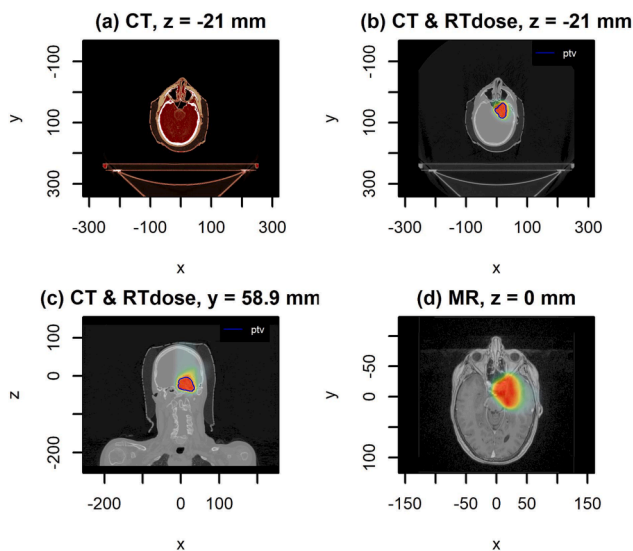 (a) CT, z = -21 mm
(b) CT & RTdose, z = -21 mm
-100
100
300
y
-300
-100
100
300
x
-100
100
300
y
ptv
-300
-100
100
300
x
(c) CT & RTdose, y = 58.9 mm
(d) MR, z = 0 mm
100
0
-200
z
ptv
-200
0
100
x
-50
0
100
y
-150
-50
0
50
150
x